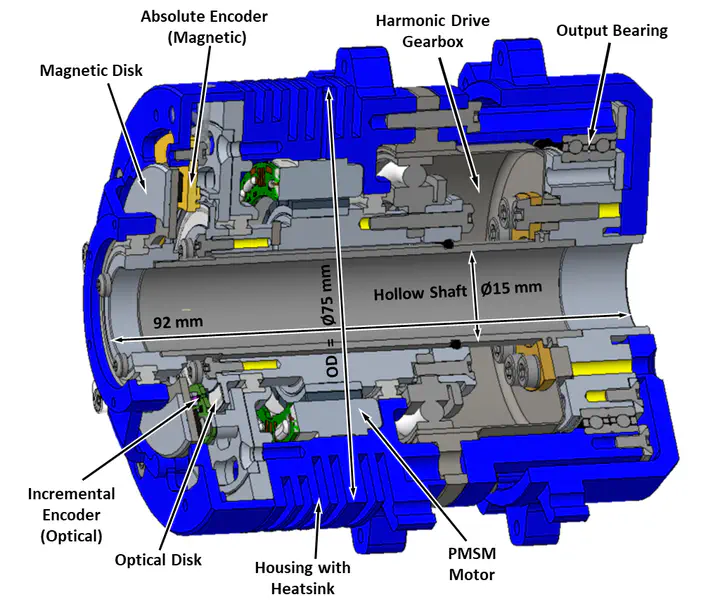 Absolute Encoder
(Magnetic)
Harmonic Drive
Gearbox
Output Bearing
Magnetic Disk
Hollow Shaft
Ø15 mm
92 mm
OD = Ø75 mm
Incremental
Encoder
(Optical)
Optical Disk
Housing with
Heatsink
PMSM
Motor